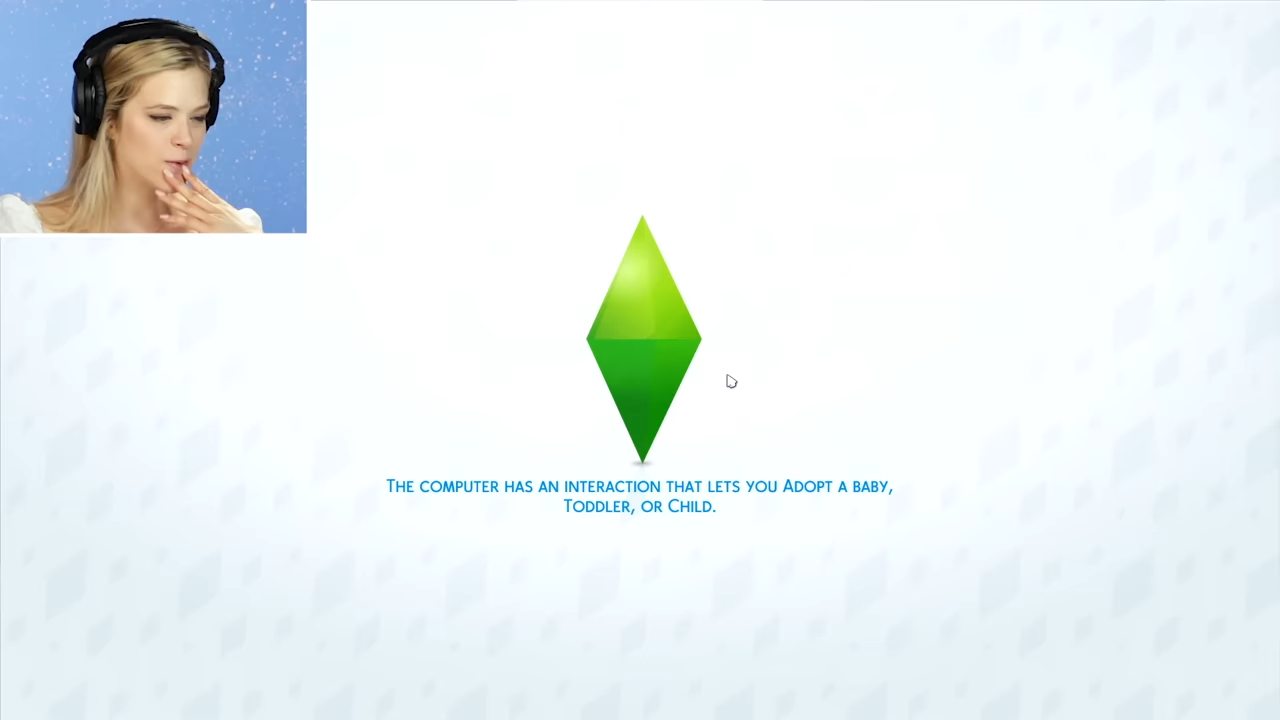 The computer has an interaction that lets you Adopt a baby,
Toddler, or Child.